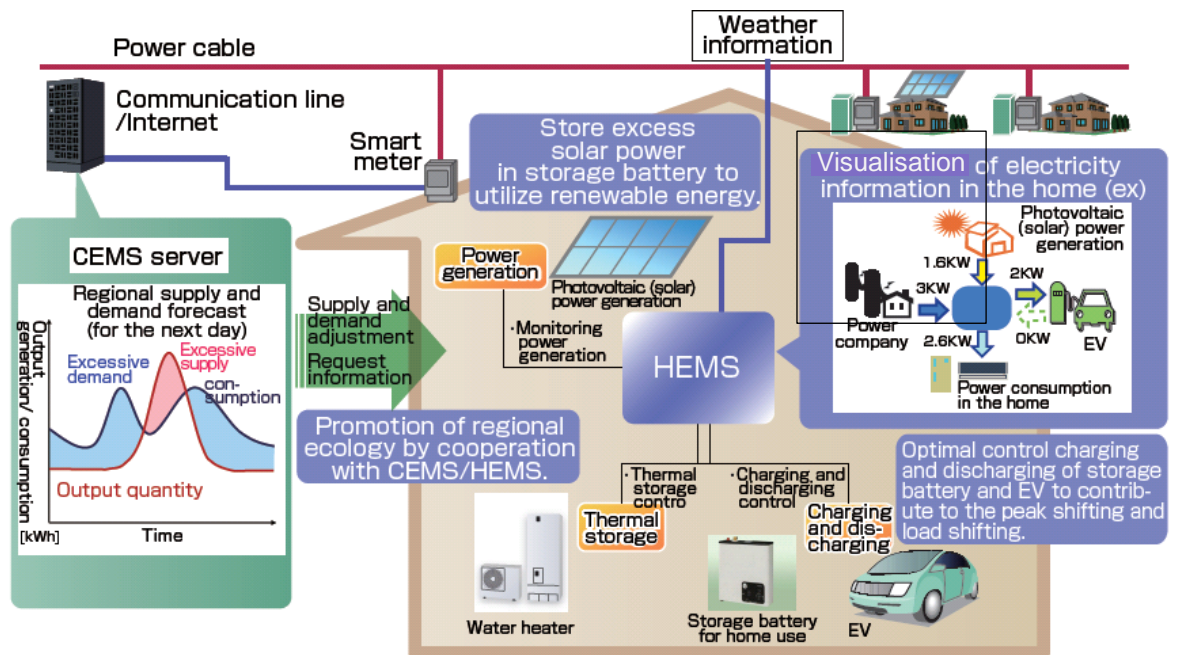 Power cable
Weather
information
Communication line
/Internet
Smart
meter
Store excess
solar power
in storage battery to
utilize renewable energy.
Visualisation of electricity
information in the home (ex)
Photovoltaic
(solar) power
generation
1.6KW
2KW
3KW
0KW
Power
company
EV
2.6KW
Power consumption
in the home
CEMS server
Regional supply and
demand forecast
(for the next day)
Output
generation/ consumption
[kWh]
Excessive
supply
Excessive
demand
con-
sumption
Output quantity
Time
Supply and
demand
adjustment
Request
information
Power
generation
Photovoltaic (solar)
power generation
·Monitoring
power
generation
HEMS
Promotion of regional
ecology by cooperation
with CEMS/HEMS.
Optimal control charging
and discharging of storage
battery and EV to contrib-
ute to the peak shifting and
load shifting.
·Thermal
storage
contro
·Charging and
discharging
control
Thermal
storage
Charging
and dis-
charging
Water heater
Storage battery
for home use
EV